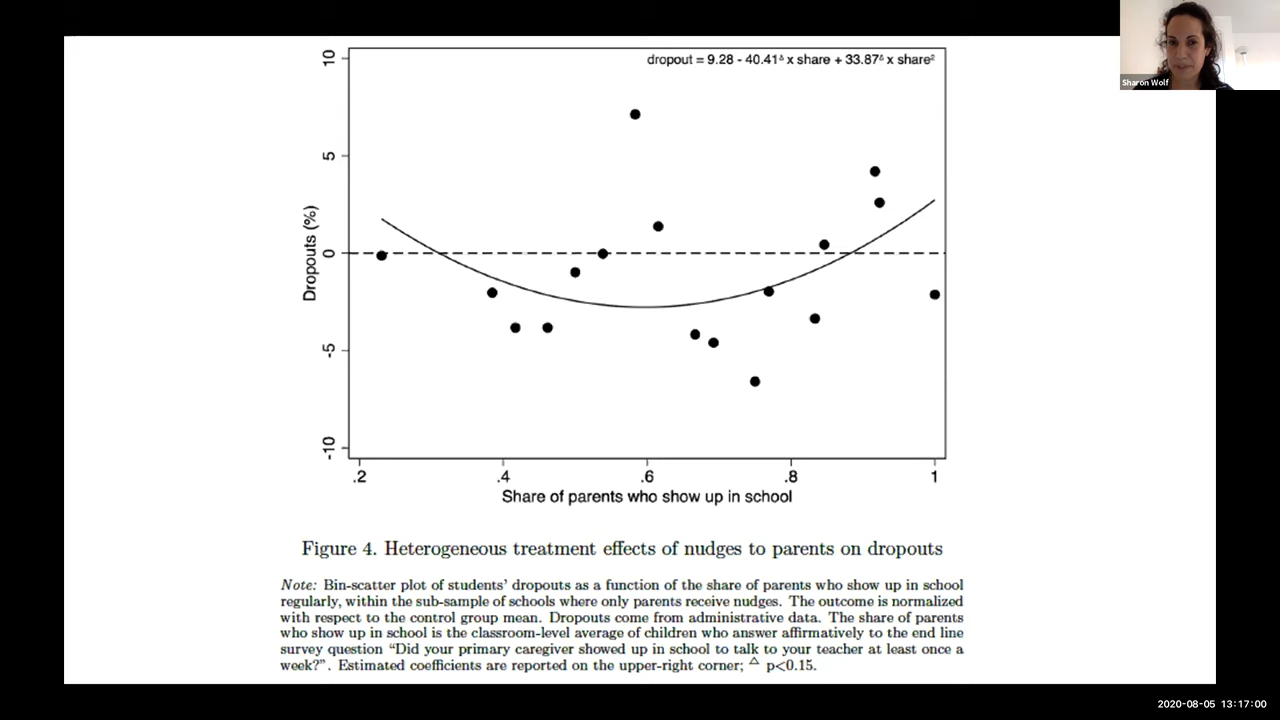 Sharon Wolf
dropout = 9.28 - 40.41^Δ x share + 33.87^Δ x share²
10
5
0
-5
-10
Dropouts (%)
.2 .4 .6 .8 1
Share of parents who show up in school
Figure 4. Heterogeneous treatment effects of nudges to parents on dropouts
Note: Bin-scatter plot of students' dropouts as a function of the share of parents who show up in school
regularly, within the sub-sample of schools where only parents receive nudges. The outcome is normalized
with respect to the control group mean. Dropouts come from administrative data. The share of parents
who show up in school is the classroom-level average of children who answer affirmatively to the end line
survey question "Did your primary caregiver showed up in school to talk to your teacher at least once a
week?". Estimated coefficients are reported on the upper-right corner; △ p<0.15.
2020-08-05 13:17:00